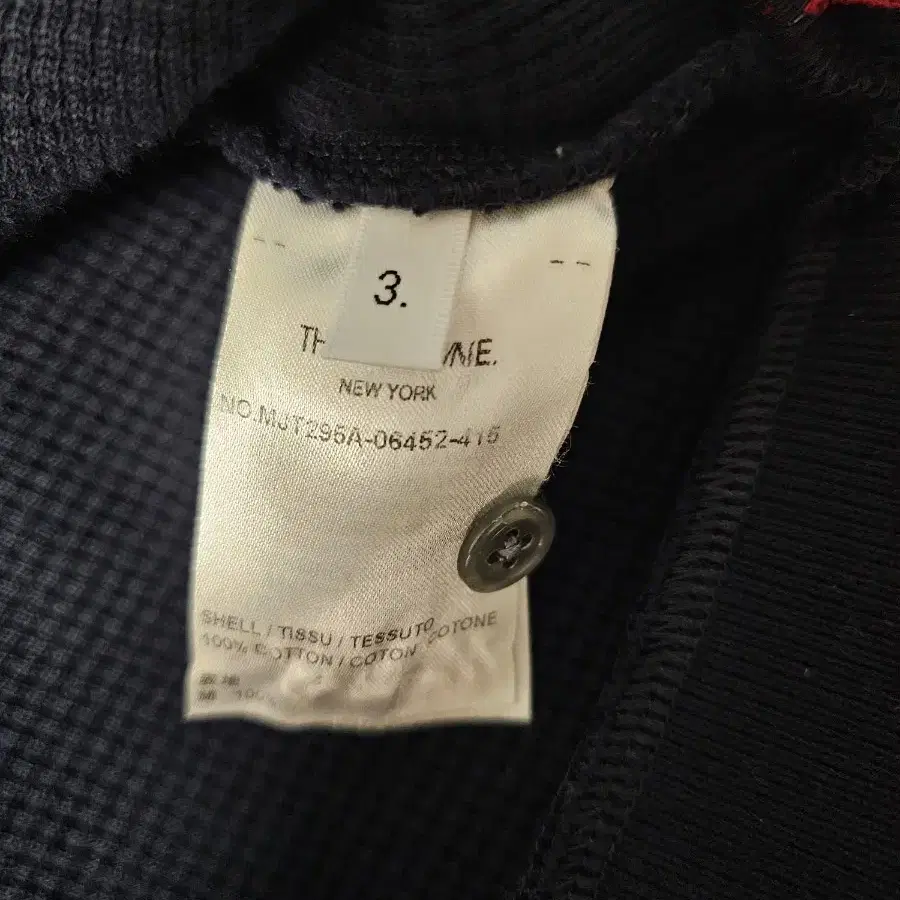 3.
NEW YORK
NO.MJT295A-06452-415
SHELL / TISSU / TESSUTO
100% COTTON / COTON COTONE